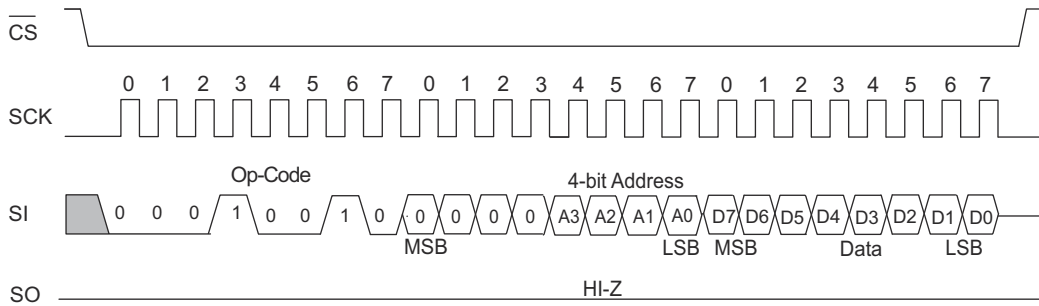 CS
0 1 2 3 4 5 6 7 0 1 2 3 4 5 6 7 0 1 2 3 4 5 6 7
SCK
Op-Code 4-bit Address
SI 0 0 0 1 0 0 1 0 0 0 0 0 A3 A2 A1 A0 D7 D6 D5 D4 D3 D2 D1 D0
MSB LSB MSB Data LSB
HI-Z
SO